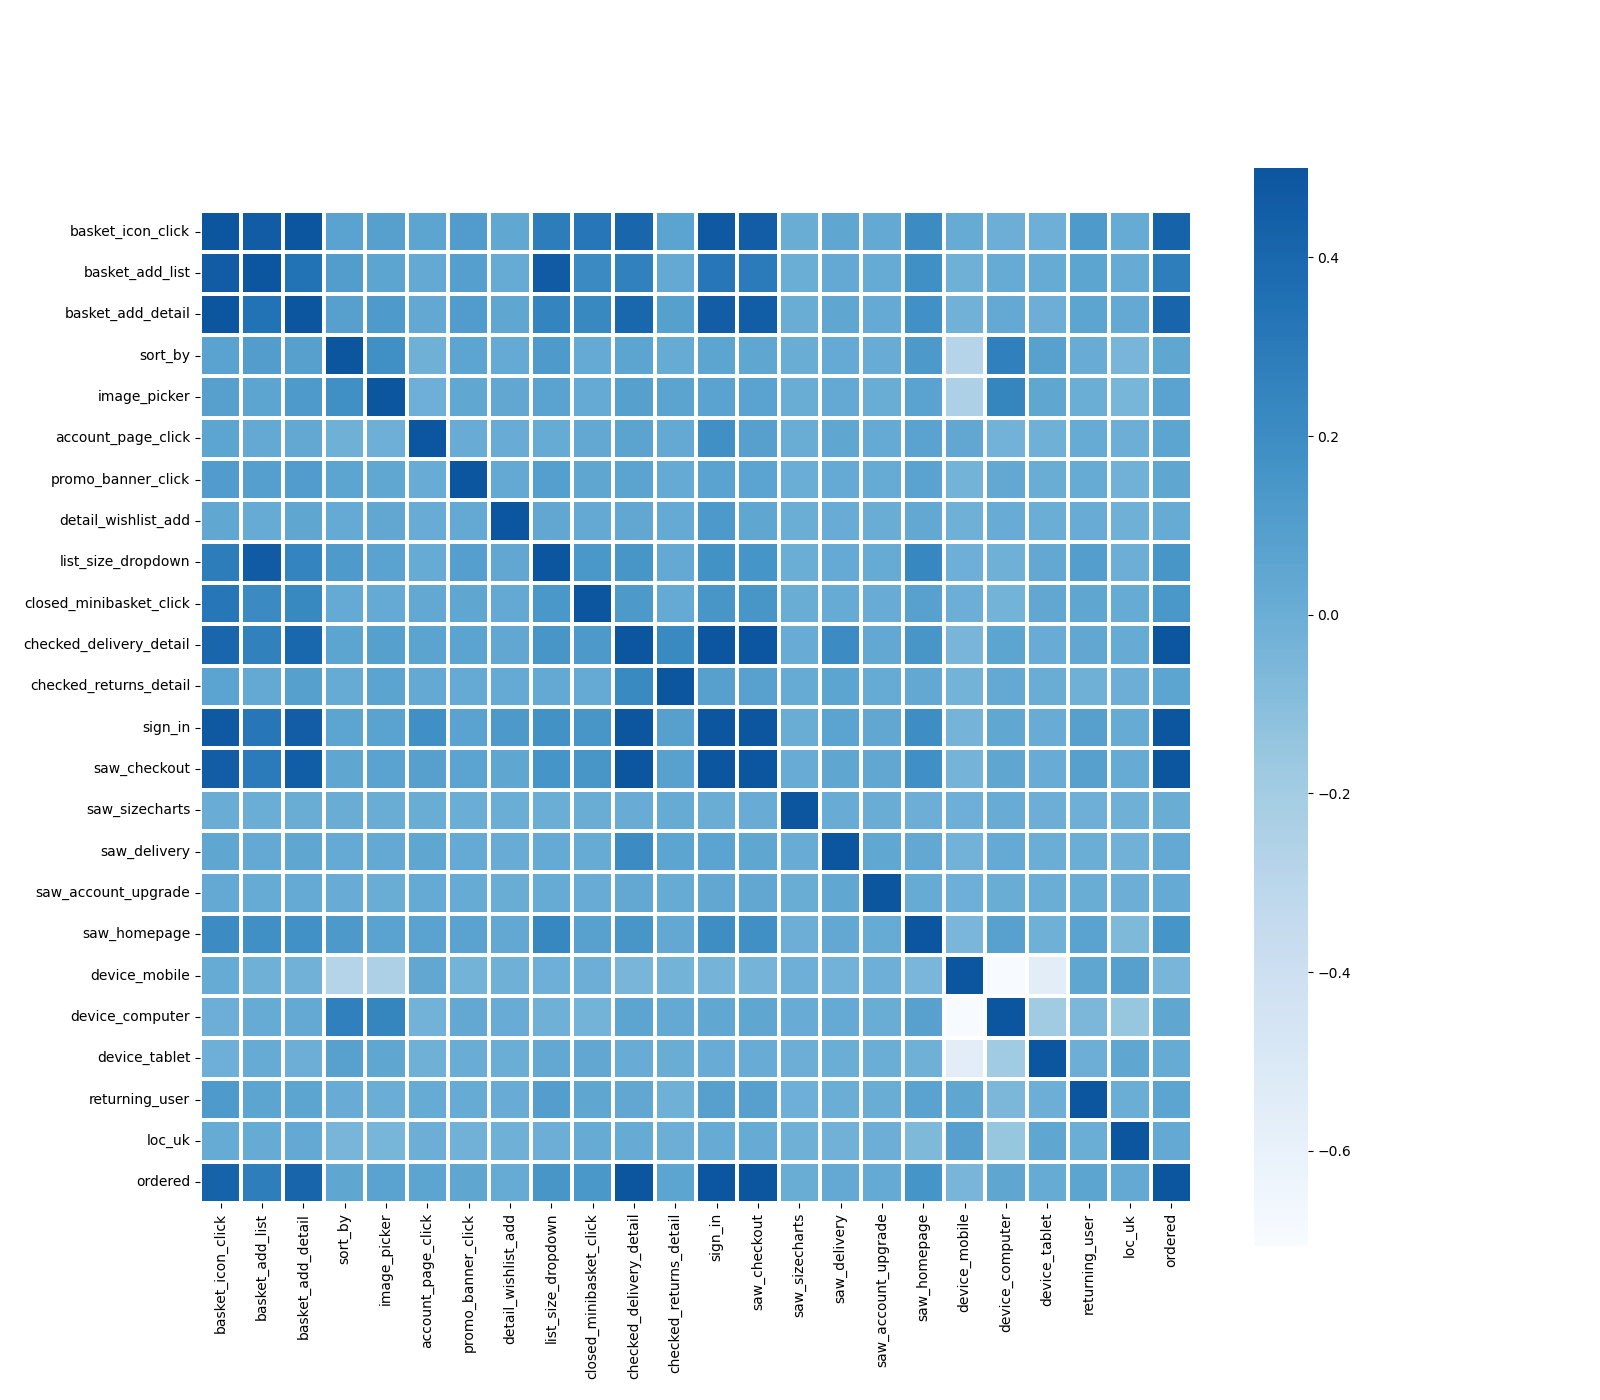 basket_icon_click
basket_add_list
basket_add_detail
sort_by
image_picker
account_page_click
promo_banner_click
detail_wishlist_add
list_size_dropdown
closed_minibasket_click
checked_delivery_detail
checked_returns_detail
sign_in
saw_checkout
saw_sizecharts
saw_delivery
saw_account_upgrade
saw_homepage
device_mobile
device_computer
device_tablet
returning_user
loc_uk
ordered
basket_icon_click
basket_add_list
basket_add_detail
sort_by
image_picker
account_page_click
promo_banner_click
detail_wishlist_add
list_size_dropdown
closed_minibasket_click
checked_delivery_detail
checked_returns_detail
sign_in
saw_checkout
saw_sizecharts
saw_delivery
saw_account_upgrade
saw_homepage
device_mobile
device_computer
device_tablet
returning_user
loc_uk
ordered
0.4
0.2
0.0
−0.2
−0.4
−0.6